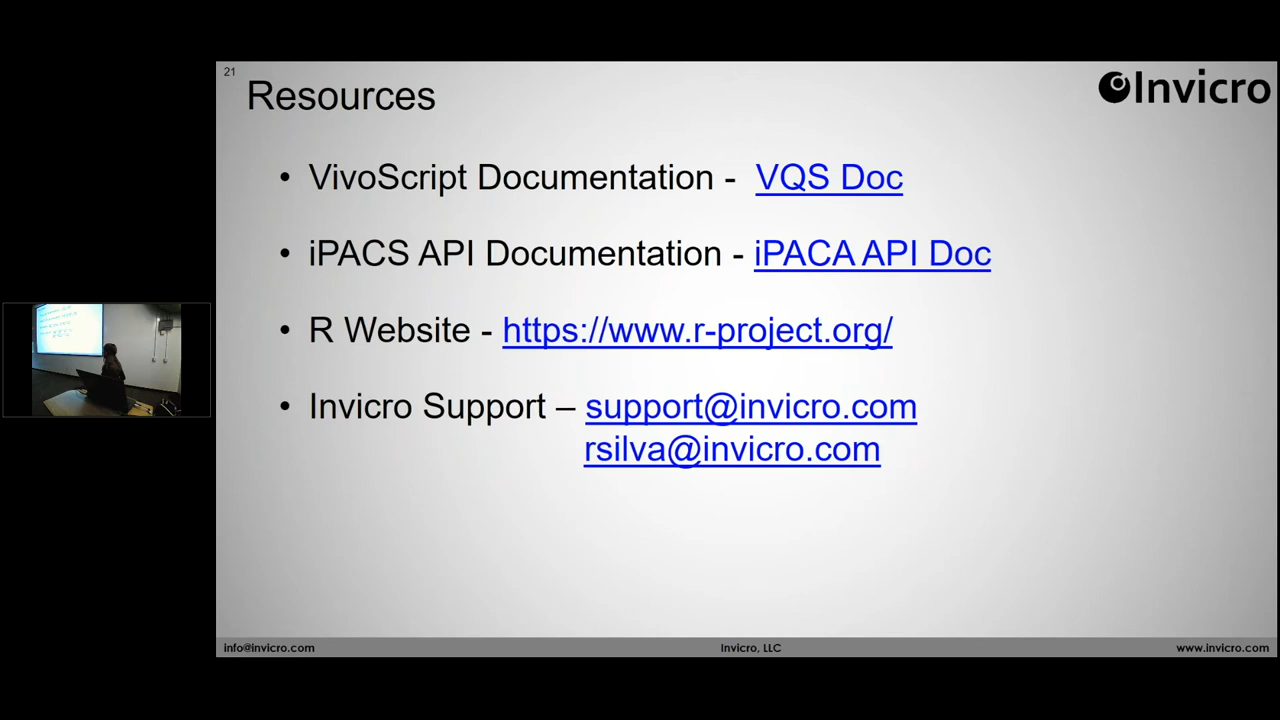 21
Resources
Invicro
• VivoScript Documentation - VQS Doc
• iPACS API Documentation - iPACA API Doc
• R Website - https://www.r-project.org/
• Invicro Support – support@invicro.com
rsilva@invicro.com
info@invicro.com
Invicro, LLC
www.invicro.com